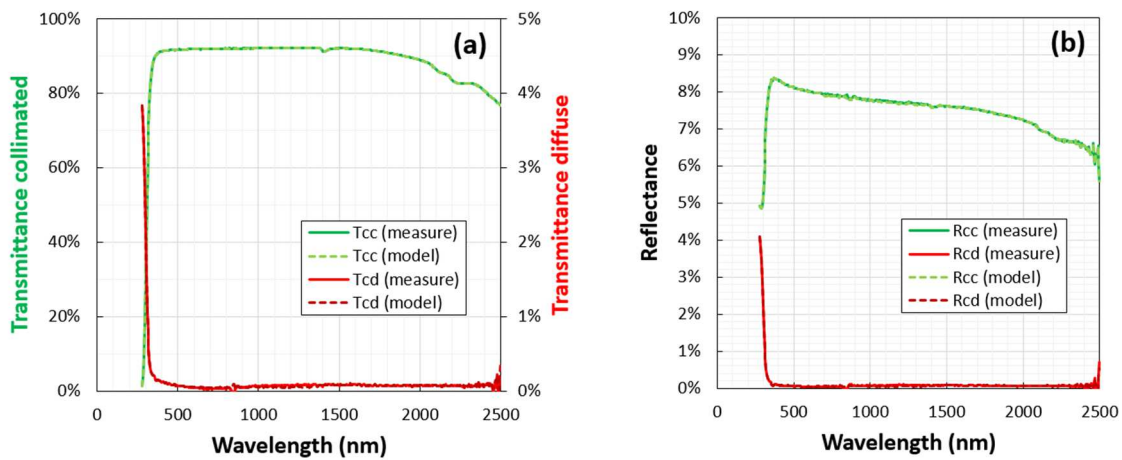 (a)
Transmittance collimated
100%
80%
60%
40%
20%
0%
5%
4%
3%
2%
1%
0%
Transmittance diffuse
Tcc (measure)
Tcc (model)
Tcd (measure)
Tcd (model)
0 500 1000 1500 2000 2500
Wavelength (nm)
(b)
Reflectance
10%
9%
8%
7%
6%
5%
4%
3%
2%
1%
0%
Rcc (measure)
Rcd (measure)
Rcc (model)
Rcd (model)
0 500 1000 1500 2000 2500
Wavelength (nm)